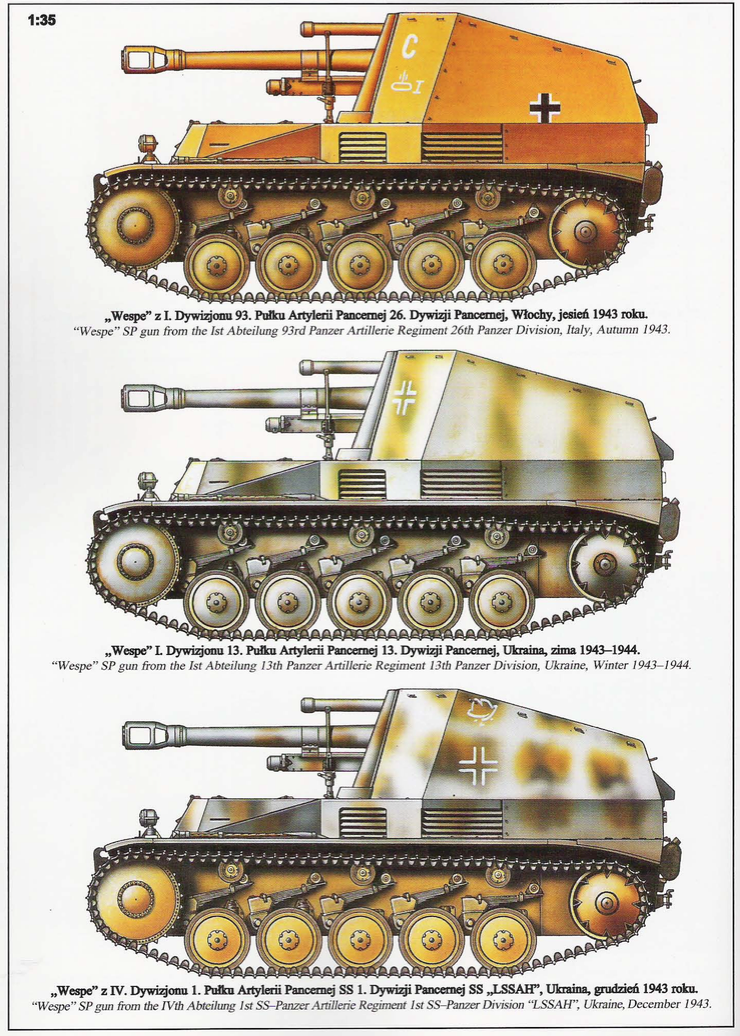 1:35
C
I
„Wespe” z I. Dywizjonu 93. Pułku Artylerii Pancernej 26. Dywizji Pancernej, Włochy, jesień 1943 roku.
“Wespe” SP gun from the Ist Abteilung 93rd Panzer Artillerie Regiment 26th Panzer Division, Italy, Autumn 1943.
„Wespe” I. Dywizjonu 13. Pułku Artylerii Pancernej 13. Dywizji Pancernej, Ukraina, zima 1943–1944.
“Wespe” SP gun from the Ist Abteilung 13th Panzer Artillerie Regiment 13th Panzer Division, Ukraine, Winter 1943–1944.
„Wespe” z IV. Dywizjonu 1. Pułku Artylerii Pancernej SS 1. Dywizji Pancernej SS „LSSAH”, Ukraina, grudzień 1943 roku.
“Wespe” SP gun from the IVth Abteilung 1st SS–Panzer Artillerie Regiment 1st SS–Panzer Division “LSSAH”, Ukraine, December 1943.